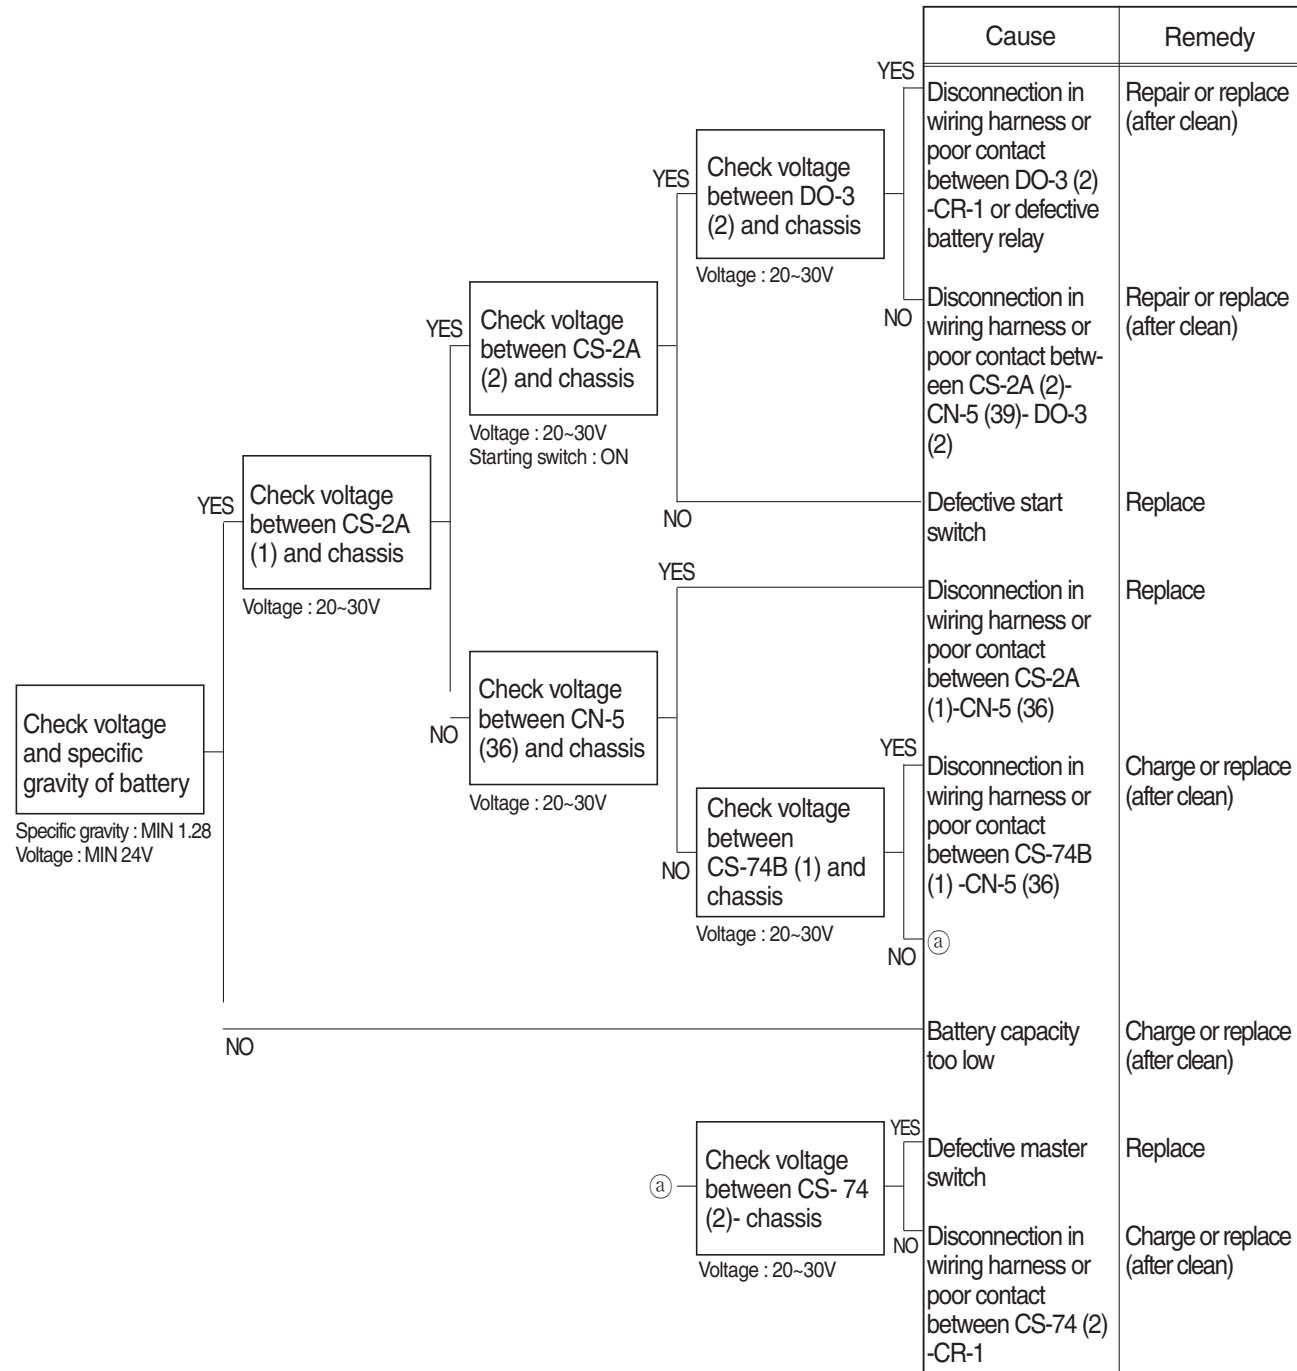 Cause
Remedy
YES
Disconnection in
wiring harness or
poor contact
between DO-3 (2)
-CR-1 or defective
battery relay
Repair or replace
(after clean)
YES
Check voltage
between DO-3
(2) and chassis
Voltage : 20~30V
NO
Disconnection in
wiring harness or
poor contact betw-
een CS-2A (2)-
CN-5 (39)- DO-3
(2)
Repair or replace
(after clean)
YES
Check voltage
between CS-2A
(2) and chassis
Voltage : 20~30V
Starting switch : ON
NO
Defective start
switch
Replace
YES
Check voltage
between CS-2A
(1) and chassis
Voltage : 20~30V
YES
Disconnection in
wiring harness or
poor contact
between CS-2A
(1)-CN-5 (36)
Replace
NO
Check voltage
between CN-5
(36) and chassis
Voltage : 20~30V
Check voltage
and specific
gravity of battery
Specific gravity : MIN 1.28
Voltage : MIN 24V
YES
Disconnection in
wiring harness or
poor contact
between CS-74B
(1) -CN-5 (36)
Charge or replace
(after clean)
NO
Check voltage
between
CS-74B (1) and
chassis
Voltage : 20~30V
NO
ⓐ
NO
Battery capacity
too low
Charge or replace
(after clean)
ⓐ
Check voltage
between CS- 74
(2)- chassis
Voltage : 20~30V
YES
Defective master
switch
Replace
NO
Disconnection in
wiring harness or
poor contact
between CS-74 (2)
-CR-1
Charge or replace
(after clean)